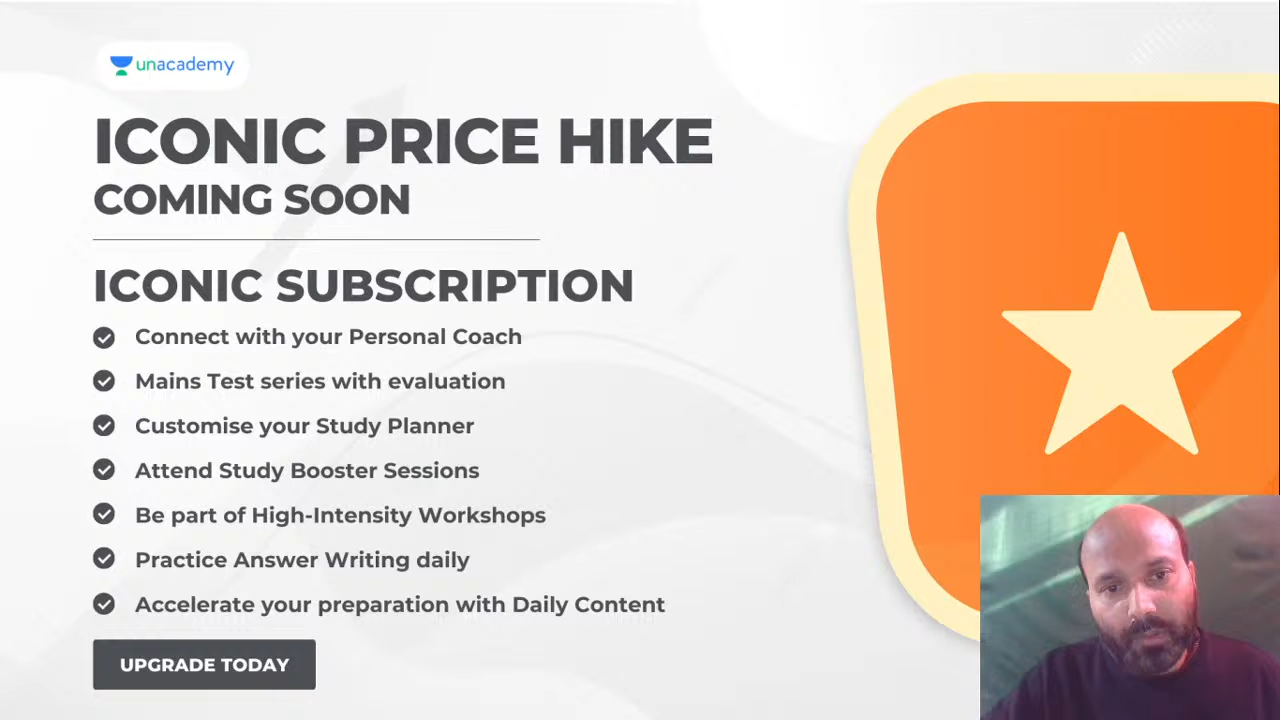 unacademy
ICONIC PRICE HIKE
COMING SOON
ICONIC SUBSCRIPTION
Connect with your Personal Coach
Mains Test series with evaluation
Customise your Study Planner
Attend Study Booster Sessions
Be part of High-Intensity Workshops
Practice Answer Writing daily
Accelerate your preparation with Daily Content
UPGRADE TODAY